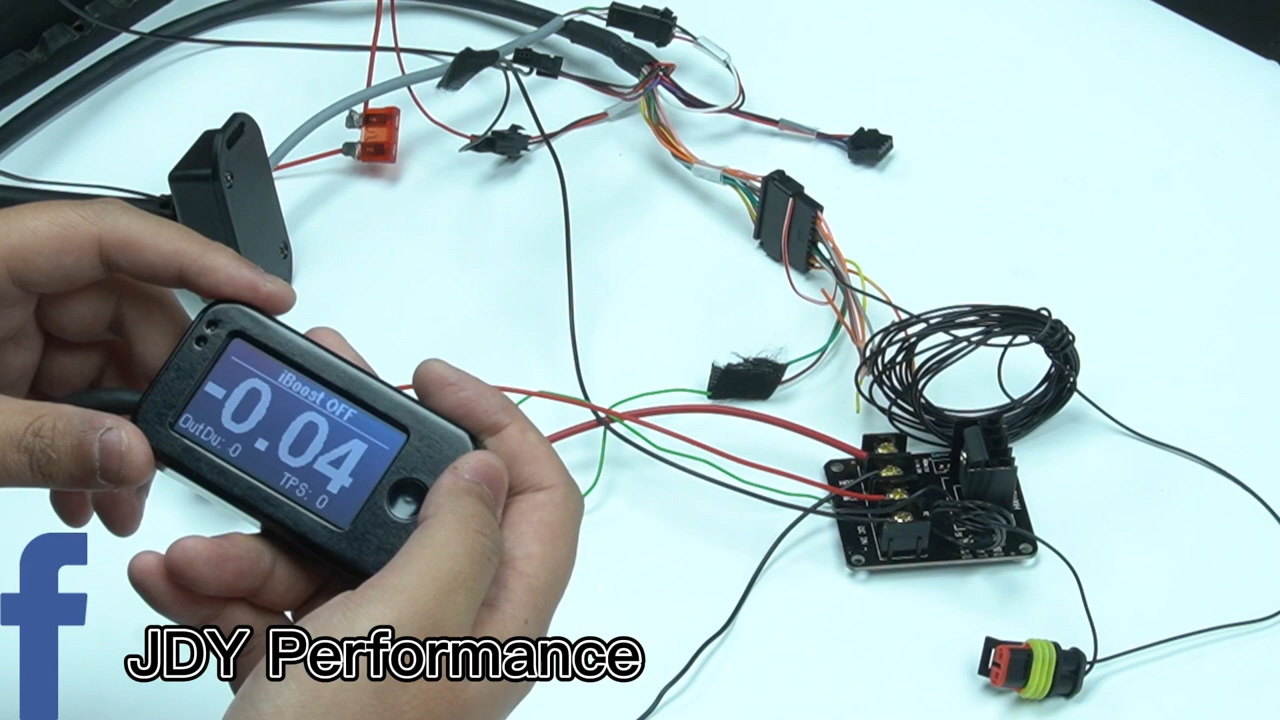 iBoost OFF
-0.04
OutDu: 0
TPS: 0
f
JDY Performance